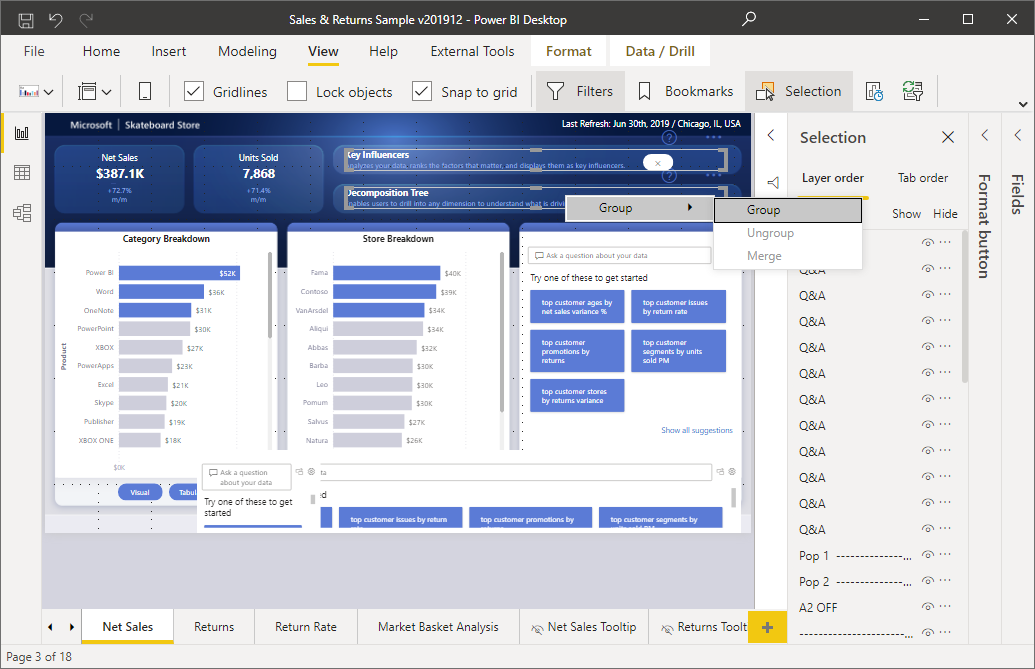 Sales & Returns Sample v201912 - Power BI Desktop
File Home Insert Modeling View Help External Tools Format Data / Drill
Gridlines Lock objects Snap to grid Filters Bookmarks Selection
Microsoft | Skateboard Store
Last Refresh: Jun 30th, 2019 / Chicago, IL, USA
Net Sales
$387.1K
+72.7%
m/m
Units Sold
7,868
+71.4%
m/m
Key Influencers
Analyzes your data, ranks the factors that matter, and displays them as key influencers.
Decomposition Tree
Enables users to drill into any dimension to understand what is
Group
Group
Ungroup
Merge
Category Breakdown
Product
Power BI $52K
Word $36K
OneNote $31K
PowerPoint $30K
XBOX $27K
PowerApps $23K
Excel $21K
Skype $20K
Publisher $19K
XBOX ONE $18K
$0K
Visual Tabul
Store Breakdown
Fama $40K
Contoso $39K
VanArsdel $34K
Aliqui $34K
Abbas $32K
Barba $30K
Leo $30K
Pomum $30K
Salvus $27K
Natura $26K
Ask a question about your data
Try one of these to get started
top customer ages by
net sales variance %
top customer issues
by return rate
top customer
promotions by
returns
top customer
segments by units
sold PM
top customer stores
by returns variance
Show all suggestions
Ask a question
about your data
Try one of these to get
started
ta
ed
top customer issues by return
top customer promotions by
top customer segments by
Selection
Layer order Tab order
Show Hide
Q&A
Q&A
Q&A
Q&A
Q&A
Q&A
Q&A
Q&A
Q&A
Q&A
Q&A
Pop 1 --------------...
Pop 2 --------------...
A2 OFF
-----------------------...
Format button
Fields
Net Sales Returns Return Rate Market Basket Analysis Net Sales Tooltip Returns Toolt
Page 3 of 18